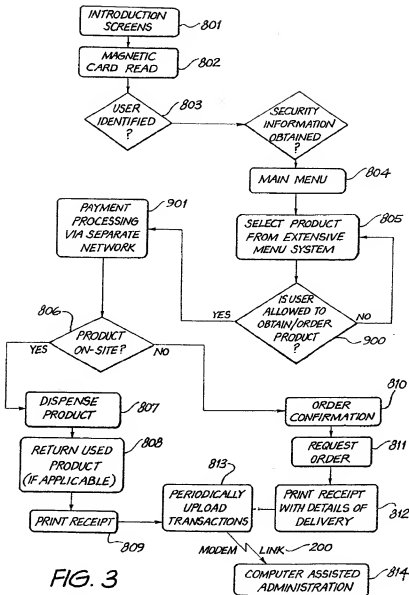 INTRODUCTION
SCREENS
801
MAGNETIC
CARD READ
802
USER
IDENTIFIED
?
803
SECURITY
INFORMATION
OBTAINED
?
MAIN MENU
804
SELECT PRODUCT
FROM EXTENSIVE
MENU SYSTEM
805
IS USER
ALLOWED TO
OBTAIN/ORDER
PRODUCT
?
YES
NO
900
PAYMENT
PROCESSING
VIA SEPARATE
NETWORK
901
806
PRODUCT
ON-SITE?
YES
NO
DISPENSE
PRODUCT
807
RETURN USED
PRODUCT
(IF APPLICABLE)
808
PRINT RECEIPT
809
810
ORDER
CONFIRMATION
REQUEST
ORDER
811
PRINT RECEIPT
WITH DETAILS OF
DELIVERY
812
813
PERIODICALLY
UPLOAD
TRANSACTIONS
MODEM LINK
200
COMPUTER ASSISTED
ADMINISTRATION
814
FIG. 3